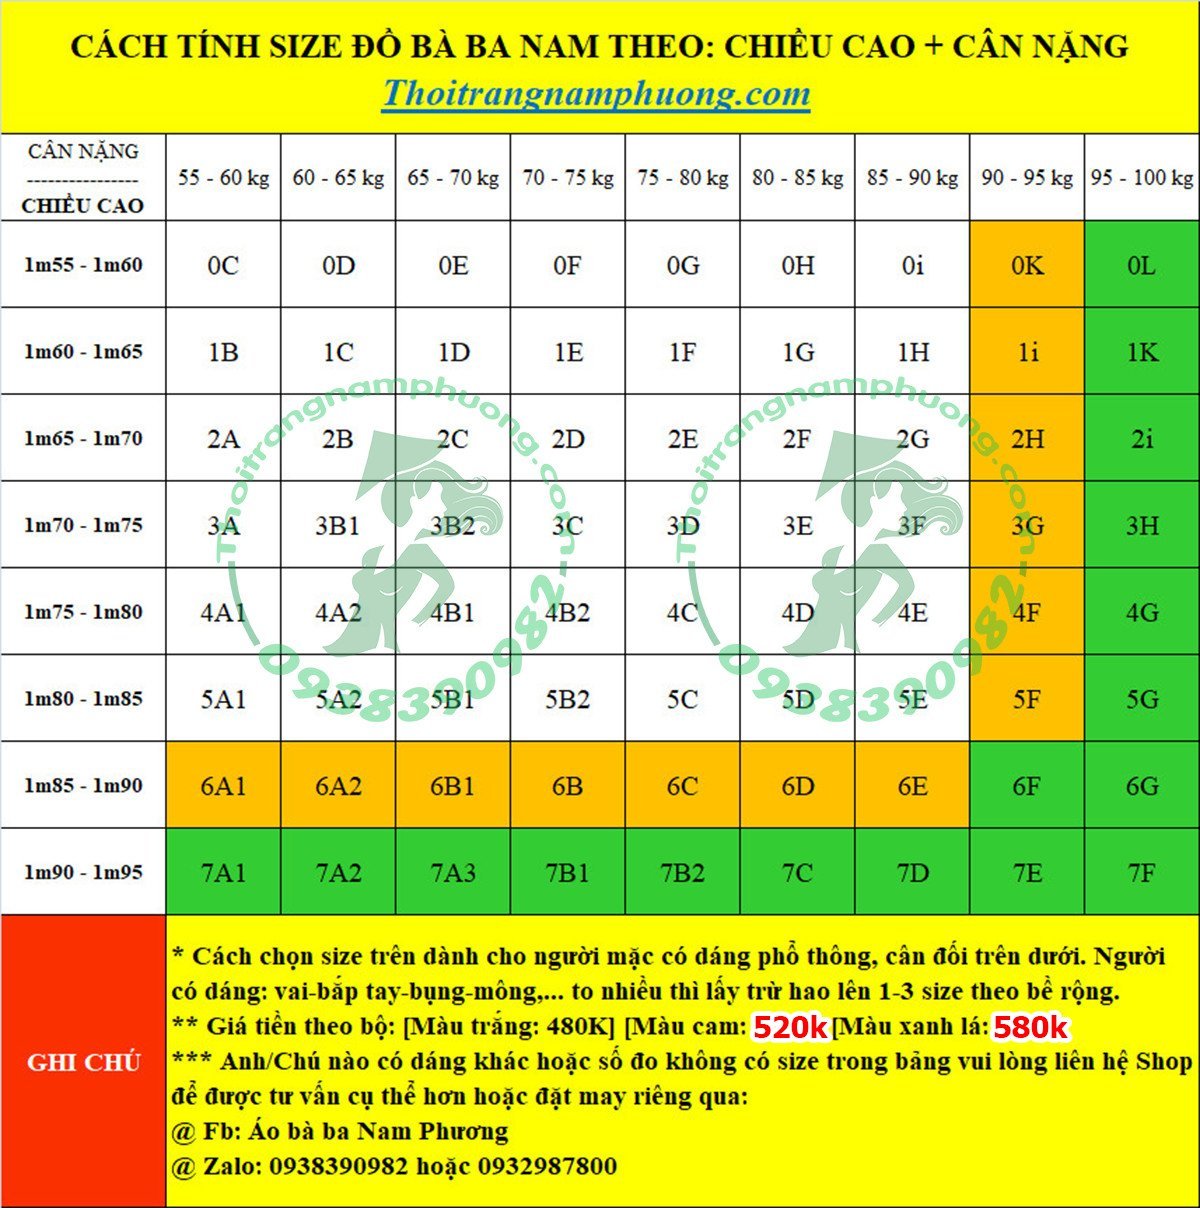 CÁCH TÍNH SIZE ĐỒ BÀ BA NAM THEO: CHIỀU CAO + CÂN NẶNG
Thoitrangnamphuong.com
CÂN NẶNG
----------------
CHIỀU CAO
55 - 60 kg 60 - 65 kg 65 - 70 kg 70 - 75 kg 75 - 80 kg 80 - 85 kg 85 - 90 kg 90 - 95 kg 95 - 100 kg
1m55 - 1m60 0C 0D 0E 0F 0G 0H 0i 0K 0L
1m60 - 1m65 1B 1C 1D 1E 1F 1G 1H 1i 1K
1m65 - 1m70 2A 2B 2C 2D 2E 2F 2G 2H 2i
1m70 - 1m75 3A 3B1 3B2 3C 3D 3E 3F 3G 3H
1m75 - 1m80 4A1 4A2 4B1 4B2 4C 4D 4E 4F 4G
1m80 - 1m85 5A1 5A2 5B1 5B2 5C 5D 5E 5F 5G
1m85 - 1m90 6A1 6A2 6B1 6B 6C 6D 6E 6F 6G
1m90 - 1m95 7A1 7A2 7A3 7B1 7B2 7C 7D 7E 7F
Thoitrangnamphuong.com.vn
0938390982
Thoitrangnamphuong.com.vn
0938390982
GHI CHÚ
* Cách chọn size trên dành cho người mặc có dáng phổ thông, cân đối trên dưới. Người
có dáng: vai-bắp tay-bụng-mông,... to nhiều thì lấy trừ hao lên 1-3 size theo bề rộng.
** Giá tiền theo bộ: [Màu trắng: 480K] [Màu cam: 520k [Màu xanh lá: 580k
*** Anh/Chú nào có dáng khác hoặc số đo không có size trong bảng vui lòng liên hệ Shop
để được tư vấn cụ thể hơn hoặc đặt may riêng qua:
@ Fb: Áo bà ba Nam Phương
@ Zalo: 0938390982 hoặc 0932987800